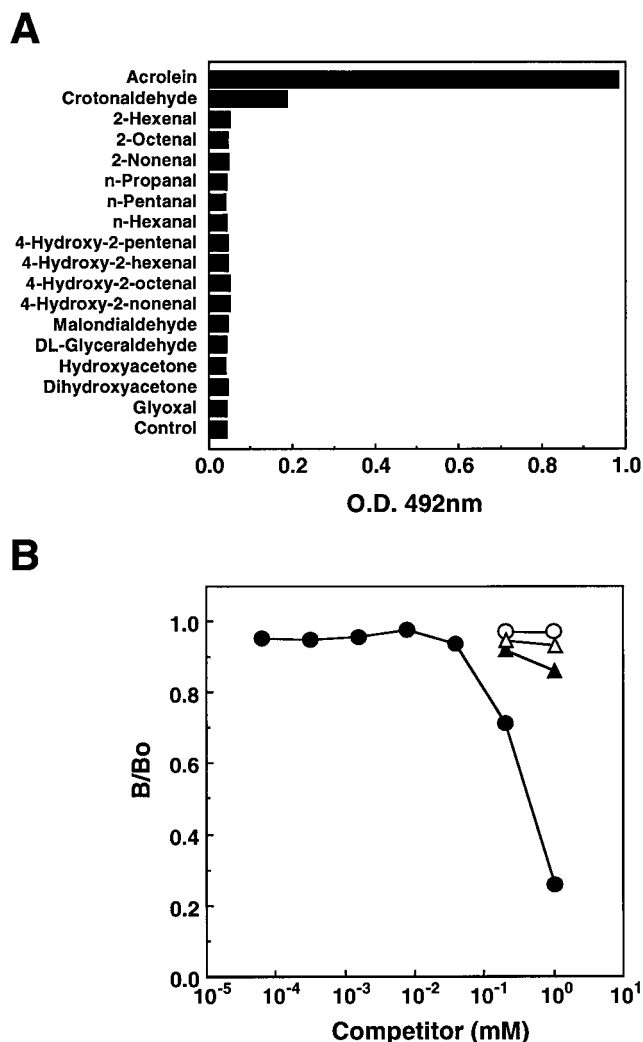 A
Acrolein
Crotonaldehyde
2-Hexenal
2-Octenal
2-Nonenal
n-Propanal
n-Pentanal
n-Hexanal
4-Hydroxy-2-pentenal
4-Hydroxy-2-hexenal
4-Hydroxy-2-octenal
4-Hydroxy-2-nonenal
Malondialdehyde
DL-Glyceraldehyde
Hydroxyacetone
Dihydroxyacetone
Glyoxal
Control
0.0 0.2 0.4 0.6 0.8 1.0
O.D. 492nm
B
1.0
0.8
0.6
0.4
0.2
0.0
B/Bo
10⁻⁵ 10⁻⁴ 10⁻³ 10⁻² 10⁻¹ 10⁰ 10¹
Competitor (mM)